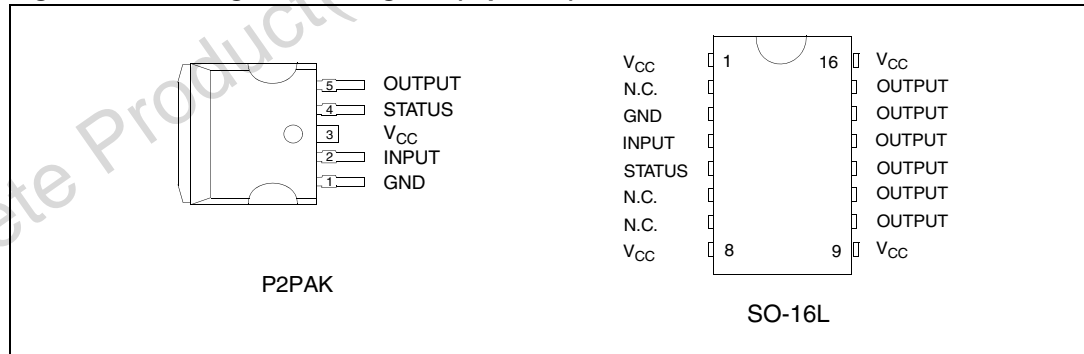 5 OUTPUT
4 STATUS
3 VCC
2 INPUT
1 GND
P2PAK
VCC 1 16 VCC
N.C. OUTPUT
GND OUTPUT
INPUT OUTPUT
STATUS OUTPUT
N.C. OUTPUT
N.C. OUTPUT
VCC 8 9 VCC
SO-16L